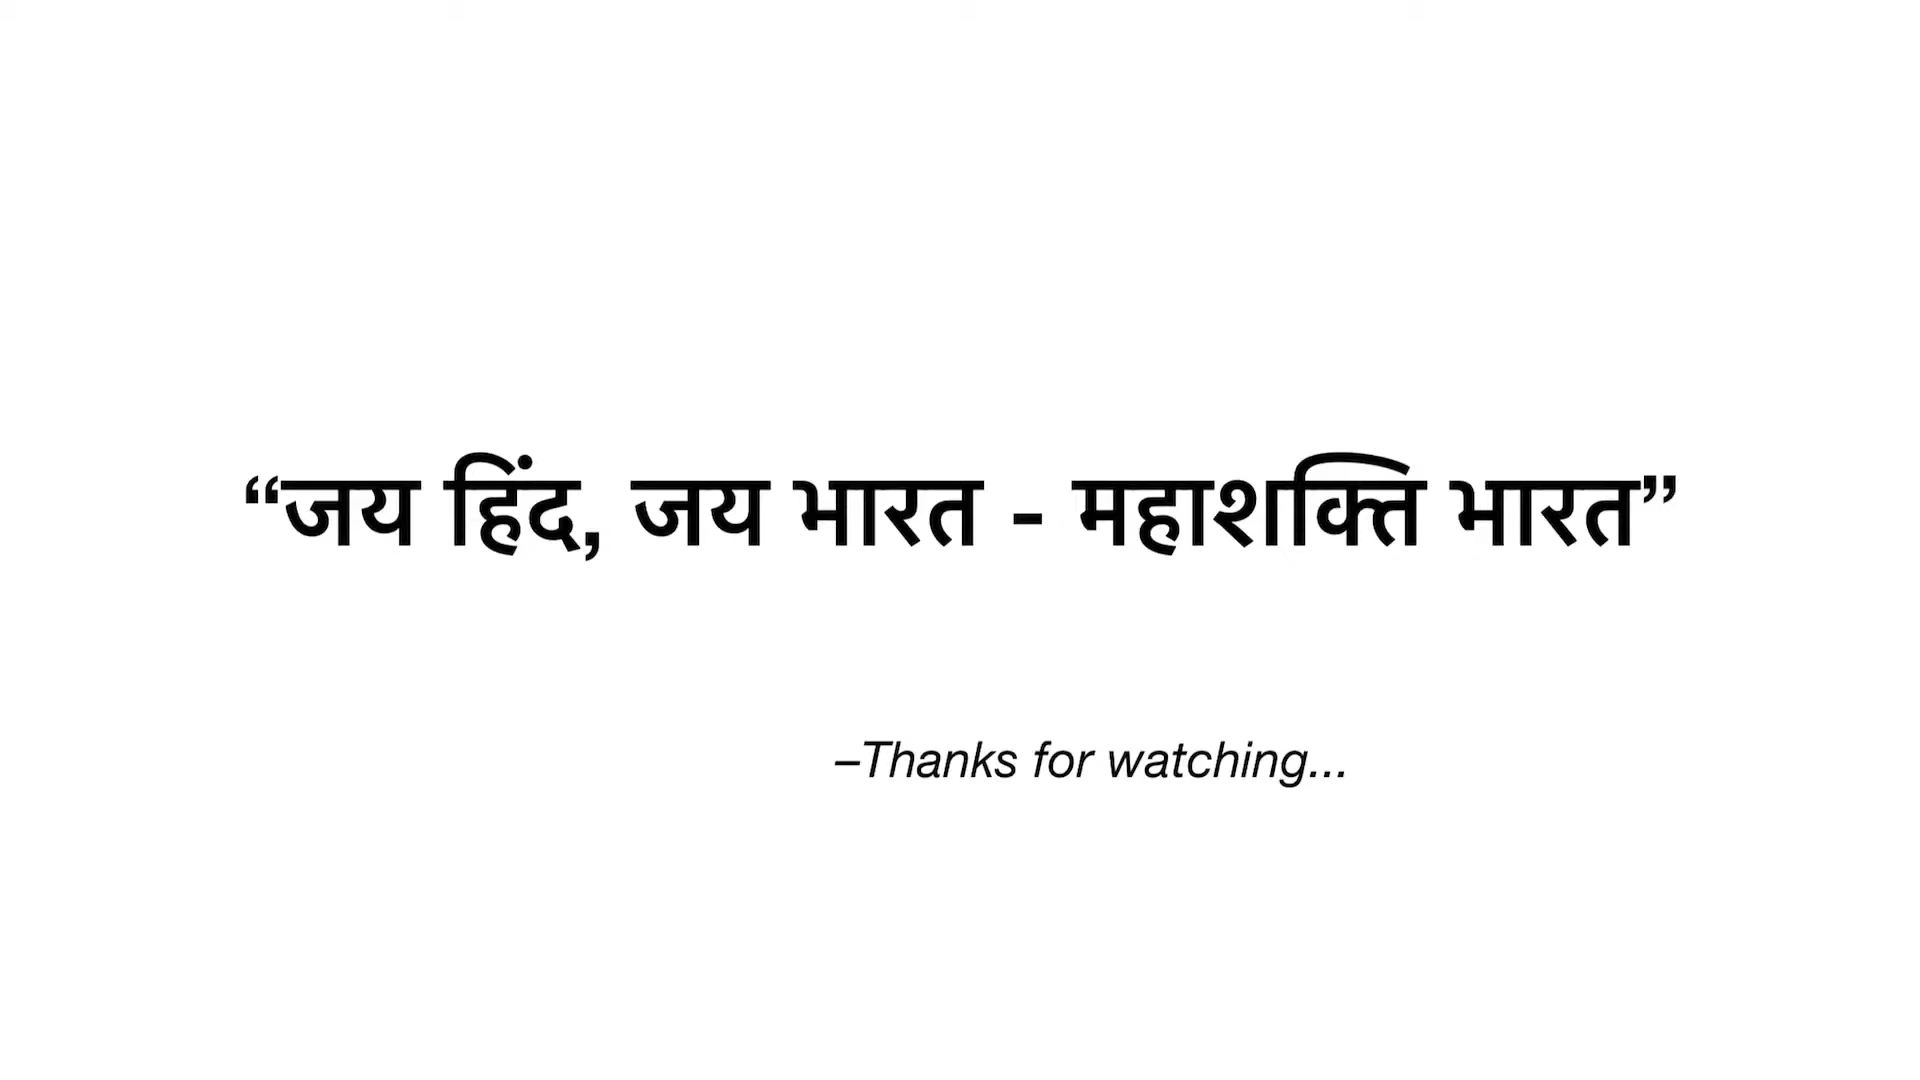 “जय हिंद, जय भारत - महाशक्ति भारत”
–Thanks for watching...